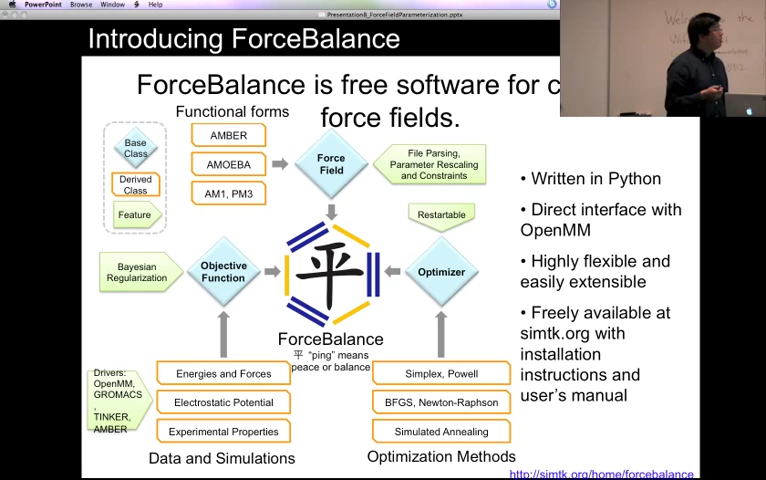 PowerPoint Browse Window Help
Presentation8_ForceFieldParameterization.pptx
Introducing ForceBalance
ForceBalance is free software for c
force fields.
Functional forms
AMBER
AMOEBA
AM1, PM3
Base
Class
Derived
Class
Feature
Force
Field
File Parsing,
Parameter Rescaling
and Constraints
Restartable
Bayesian
Regularization
Objective
Function
平
Optimizer
ForceBalance
平 "ping" means
peace or balance
Drivers:
OpenMM,
GROMACS
,
TINKER,
AMBER
Energies and Forces
Electrostatic Potential
Experimental Properties
Data and Simulations
Simplex, Powell
BFGS, Newton-Raphson
Simulated Annealing
Optimization Methods
• Written in Python
• Direct interface with
OpenMM
• Highly flexible and
easily extensible
• Freely available at
simtk.org with
installation
instructions and
user's manual
http://simtk.org/home/forcebalance
Welcome
the